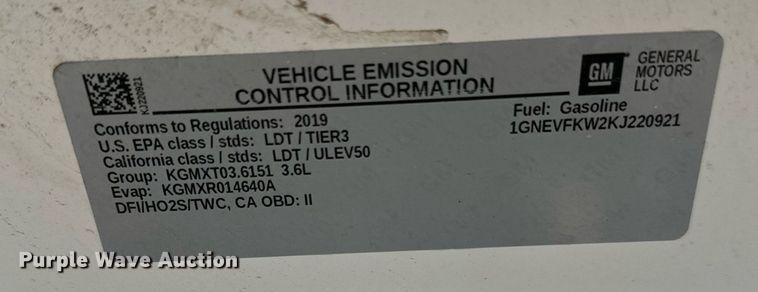 KJ220921
VEHICLE EMISSION
CONTROL INFORMATION
GM
GENERAL
MOTORS
LLC
Conforms to Regulations: 2019
U.S. EPA class / stds: LDT / TIER3
California class / stds: LDT / ULEV50
Group: KGMXT03.6151 3.6L
Evap: KGMXR014640A
DFI/HO2S/TWC, CA OBD: II
Fuel: Gasoline
1GNEVFKW2KJ220921
Purple Wave Auction